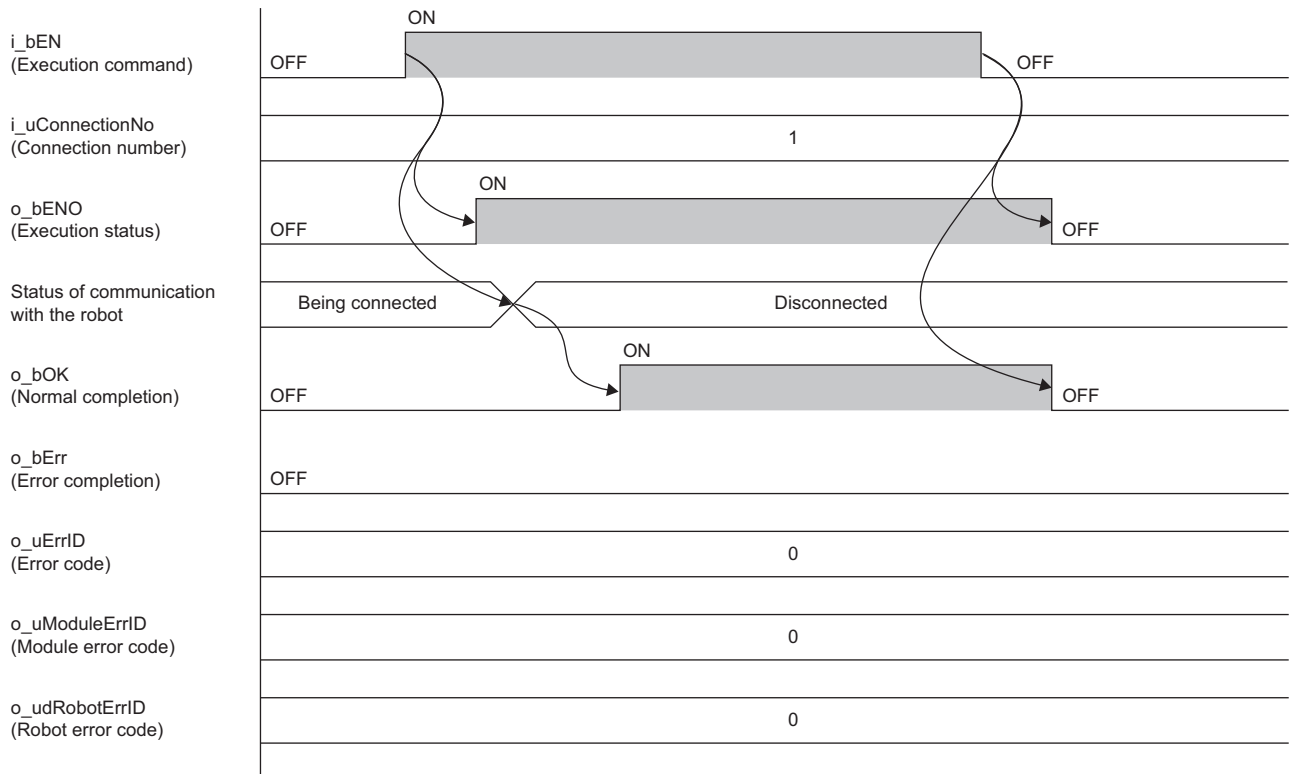 ON
i_bEN
(Execution command)
OFF
OFF
i_uConnectionNo
(Connection number)
1
ON
o_bENO
(Execution status)
OFF
OFF
Status of communication
with the robot
Being connected
Disconnected
ON
o_bOK
(Normal completion)
OFF
OFF
o_bErr
(Error completion)
OFF
o_uErrID
(Error code)
0
o_uModuleErrID
(Module error code)
0
o_udRobotErrID
(Robot error code)
0